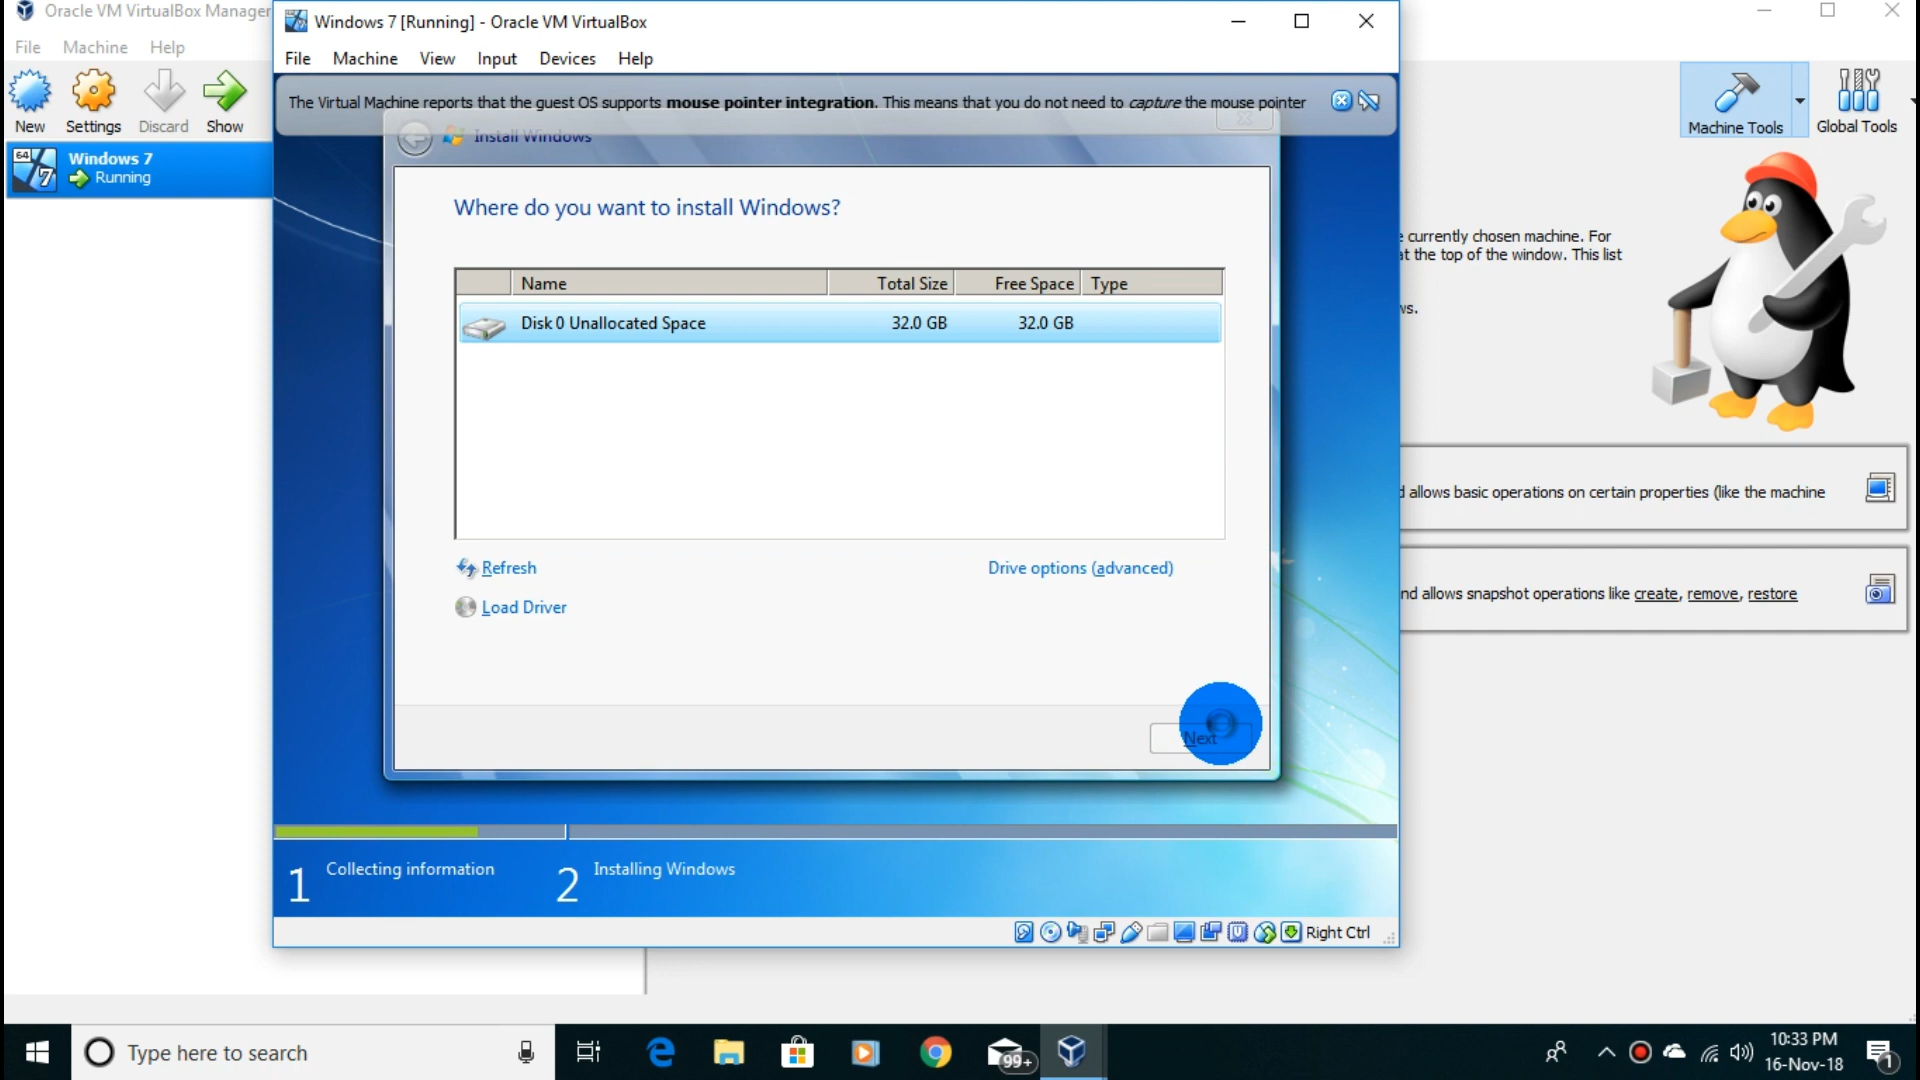 Oracle VM VirtualBox Manager
File Machine Help
New Settings Discard Show
64
7
Windows 7
Running
Windows 7 [Running] - Oracle VM VirtualBox
File Machine View Input Devices Help
The Virtual Machine reports that the guest OS supports mouse pointer integration. This means that you do not need to capture the mouse pointer
Install Windows
Where do you want to install Windows?
Name Total Size Free Space Type
Disk 0 Unallocated Space 32.0 GB 32.0 GB
Refresh
Drive options (advanced)
Load Driver
Next
1 Collecting information
2 Installing Windows
Right Ctrl
Machine Tools Global Tools
currently chosen machine. For
at the top of the window. This list
allows basic operations on certain properties (like the machine
allows snapshot operations like create, remove, restore
Type here to search
99+
10:33 PM
16-Nov-18
1